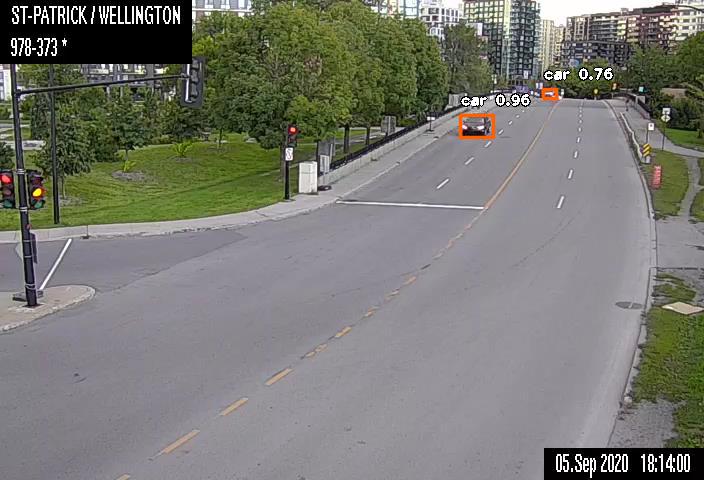 ST-PATRICK / WELLINGTON
978-373 *
car 0.76
car 0.96
05.Sep 2020 18:14:00